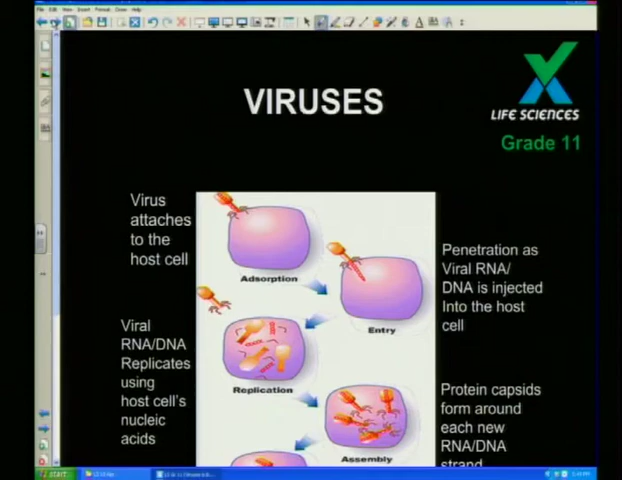 VIRUSES
LIFE SCIENCES
Grade 11
Virus
attaches
to the
host cell
Adsorption
Penetration as
Viral RNA/
DNA is injected
Into the host
cell
Entry
Viral
RNA/DNA
Replicates
using
host cell's
nucleic
acids
Replication
Protein capsids
form around
each new
RNA/DNA
strand
Assembly
start